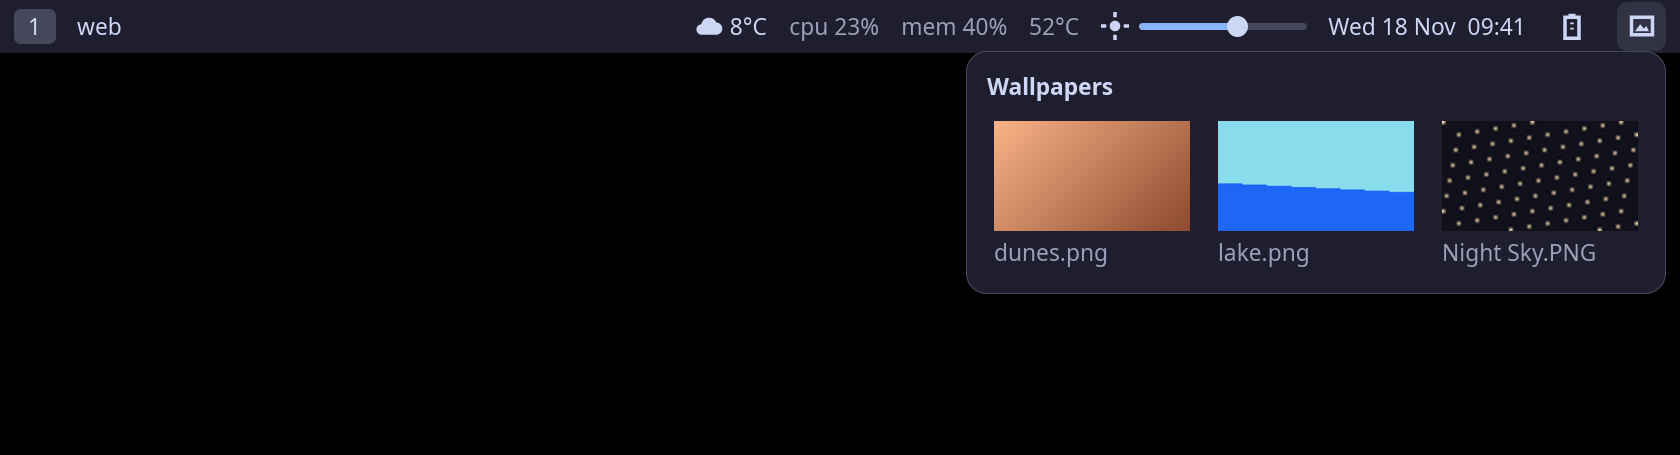 1 web 8°C cpu 23% mem 40% 52°C Wed 18 Nov 09:41
Wallpapers
dunes.png lake.png Night Sky.PNG